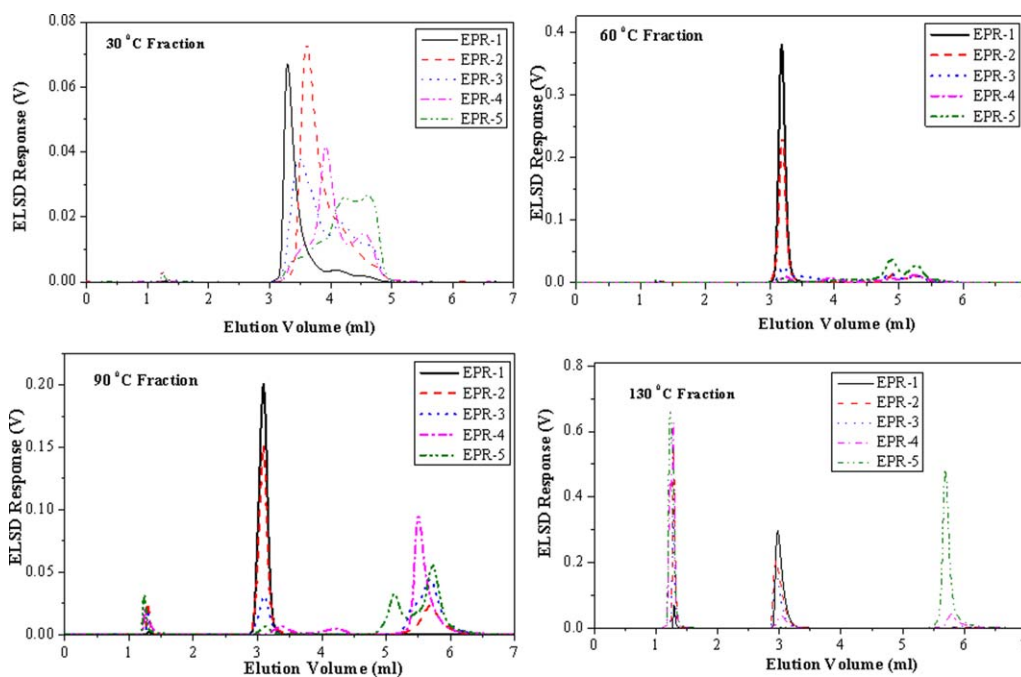 30 °C Fraction
EPR-1
EPR-2
EPR-3
EPR-4
EPR-5
ELSD Response (V)
0.08
0.06
0.04
0.02
0.00
0 1 2 3 4 5 6 7
Elution Volume (ml)
60 °C Fraction
EPR-1
EPR-2
EPR-3
EPR-4
EPR-5
ELSD Response (V)
0.4
0.3
0.2
0.1
0.0
0 1 2 3 4 5 6
Elution Volume (ml)
90 °C Fraction
EPR-1
EPR-2
EPR-3
EPR-4
EPR-5
ELSD Response (V)
0.20
0.15
0.10
0.05
0.00
0 1 2 3 4 5 6 7
Elution Volume (ml)
130 °C Fraction
EPR-1
EPR-2
EPR-3
EPR-4
EPR-5
ELSD Response (V)
0.8
0.6
0.4
0.2
0.0
0 1 2 3 4 5 6 7
Elution Volume (ml)